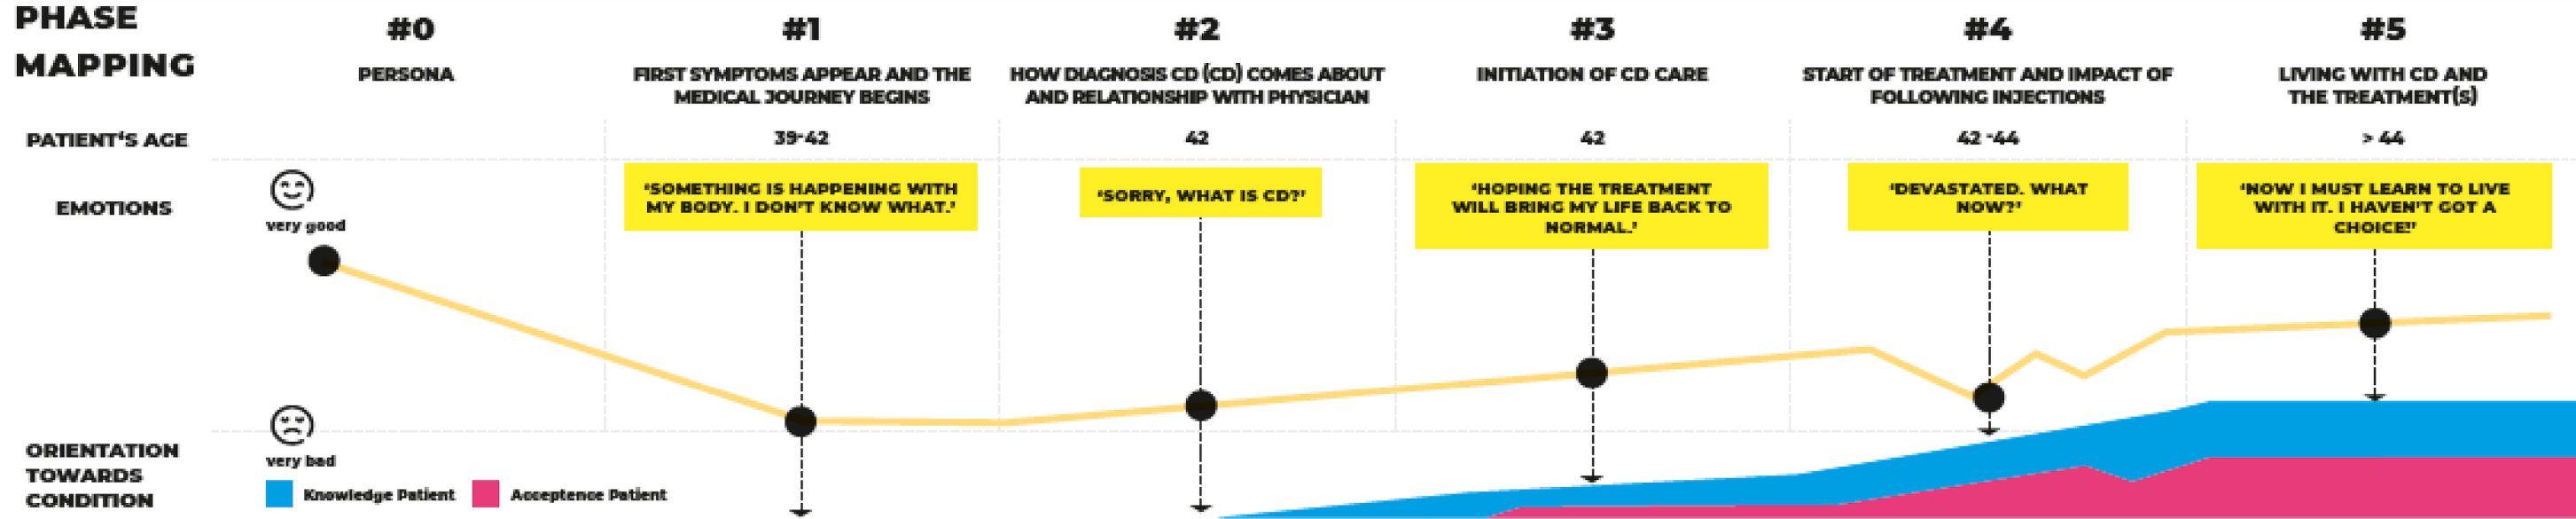 PHASE
MAPPING
#0
PERSONA
#1
FIRST SYMPTOMS APPEAR AND THE
MEDICAL JOURNEY BEGINS
#2
HOW DIAGNOSIS CD (CD) COMES ABOUT
AND RELATIONSHIP WITH PHYSICIAN
#3
INITIATION OF CD CARE
#4
START OF TREATMENT AND IMPACT OF
FOLLOWING INJECTIONS
#5
LIVING WITH CD AND
THE TREATMENT(S)
PATIENT‘S AGE
39-42
42
42
42 -44
> 44
EMOTIONS
very good
‘SOMETHING IS HAPPENING WITH
MY BODY. I DON’T KNOW WHAT.’
‘SORRY, WHAT IS CD?’
‘HOPING THE TREATMENT
WILL BRING MY LIFE BACK TO
NORMAL.’
‘DEVASTATED. WHAT
NOW?’
‘NOW I MUST LEARN TO LIVE
WITH IT. I HAVEN’T GOT A
CHOICE!’
very bad
ORIENTATION
TOWARDS
CONDITION
Knowledge Patient
Acceptence Patient